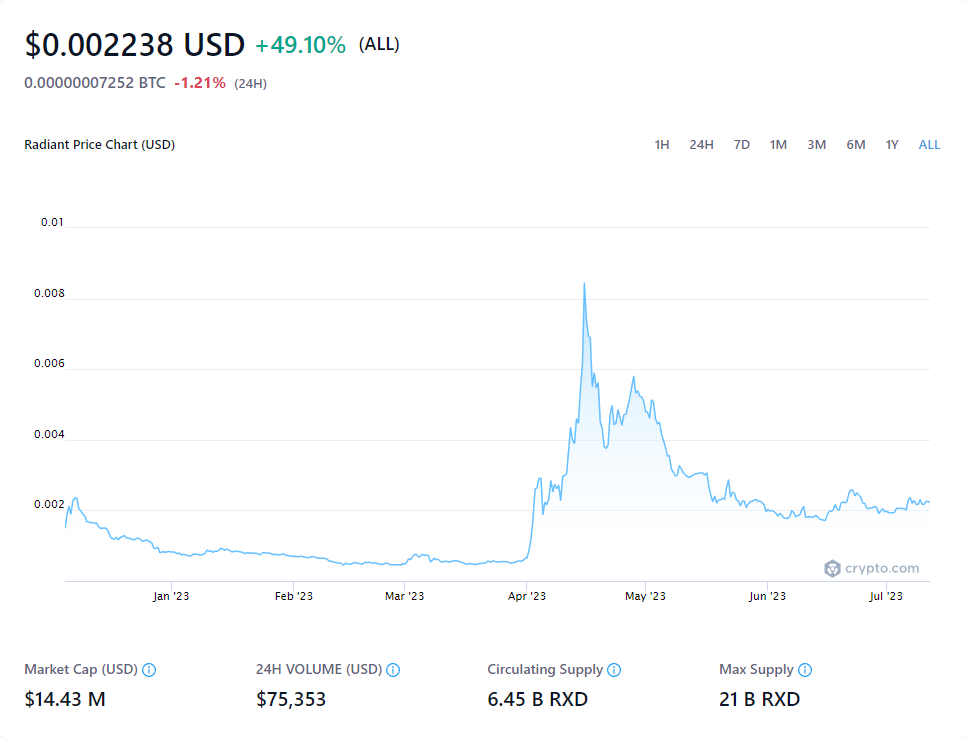 $0.002238 USD +49.10% (ALL)
0.00000007252 BTC -1.21% (24H)
Radiant Price Chart (USD) 1H 24H 7D 1M 3M 6M 1Y ALL
0.01
0.008
0.006
0.004
0.002
crypto.com
Jan '23 Feb '23 Mar '23 Apr '23 May '23 Jun '23 Jul '23
Market Cap (USD) 24H VOLUME (USD) Circulating Supply Max Supply
$14.43 M $75,353 6.45 B RXD 21 B RXD